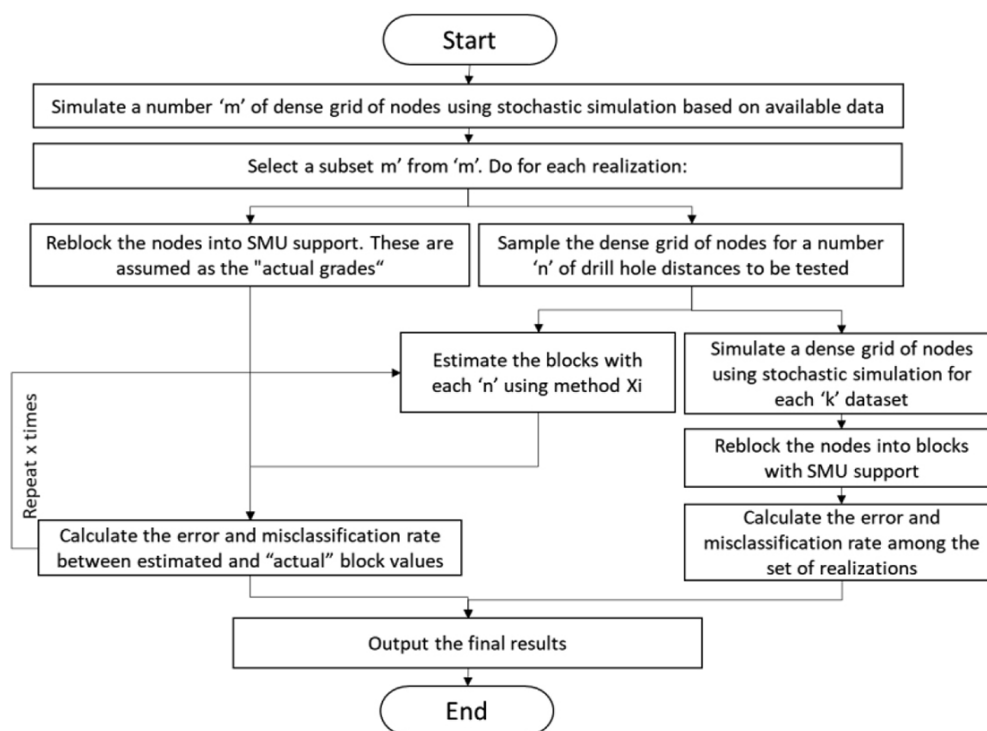 Start
Simulate a number ‘m’ of dense grid of nodes using stochastic simulation based on available data
Select a subset m’ from ‘m’. Do for each realization:
Reblock the nodes into SMU support. These are
assumed as the "actual grades“
Sample the dense grid of nodes for a number
‘n’ of drill hole distances to be tested
Estimate the blocks with
each ‘n’ using method Xi
Simulate a dense grid of nodes
using stochastic simulation for
each ‘k’ dataset
Reblock the nodes into blocks
with SMU support
Repeat x times
Calculate the error and misclassification rate
between estimated and “actual” block values
Calculate the error and
misclassification rate among the
set of realizations
Output the final results
End